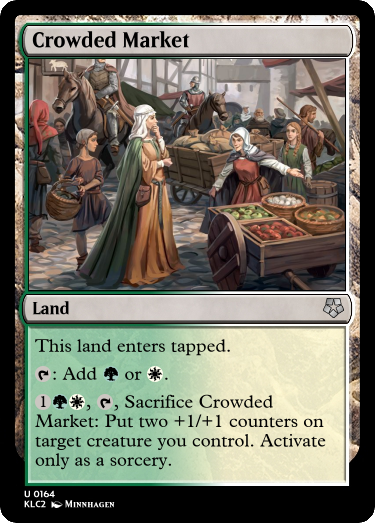 Crowded Market
Land
This land enters tapped.
: Add or .
1, , Sacrifice Crowded
Market: Put two +1/+1 counters on
target creature you control. Activate
only as a sorcery.
U 0164
KLC2 Minnhagen